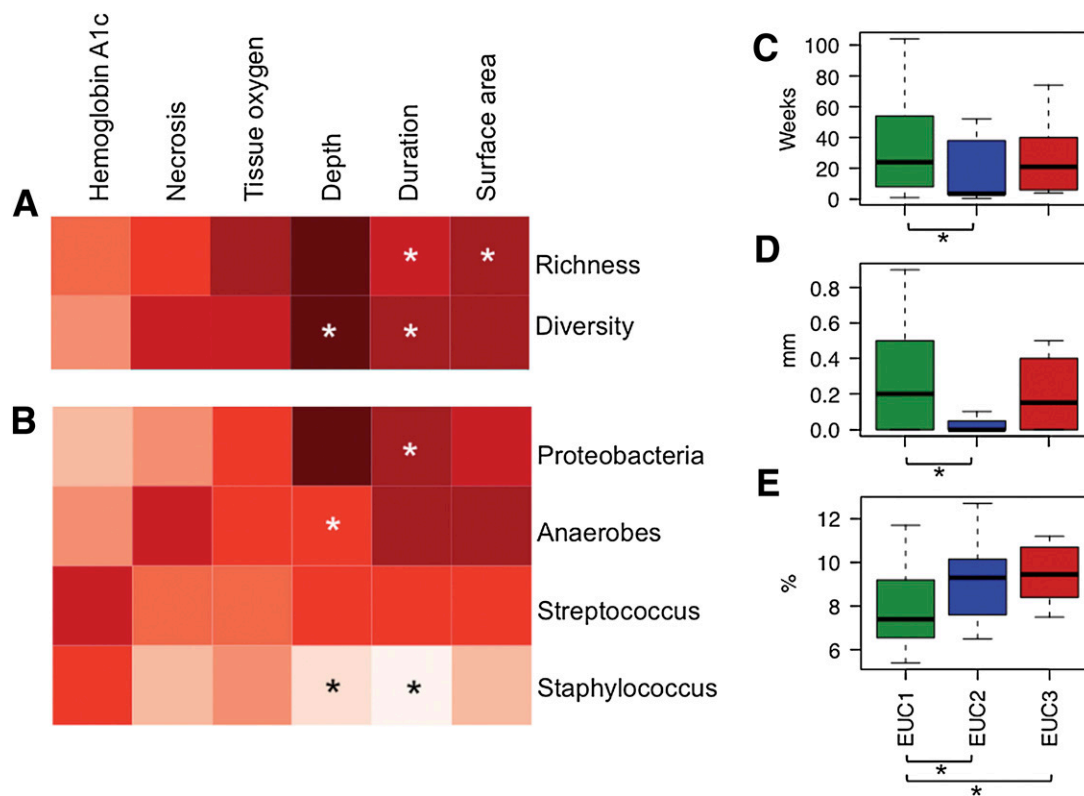 Hemoglobin A1c
Necrosis
Tissue oxygen
Depth
Duration
Surface area
A
* * Richness
* * Diversity
B
* Proteobacteria
* Anaerobes
Streptococcus
* * Staphylococcus
C
Weeks
100
80
60
40
20
0
*
D
mm
0.8
0.6
0.4
0.2
0.0
*
E
%
12
10
8
6
EUC1
EUC2
EUC3
*
*